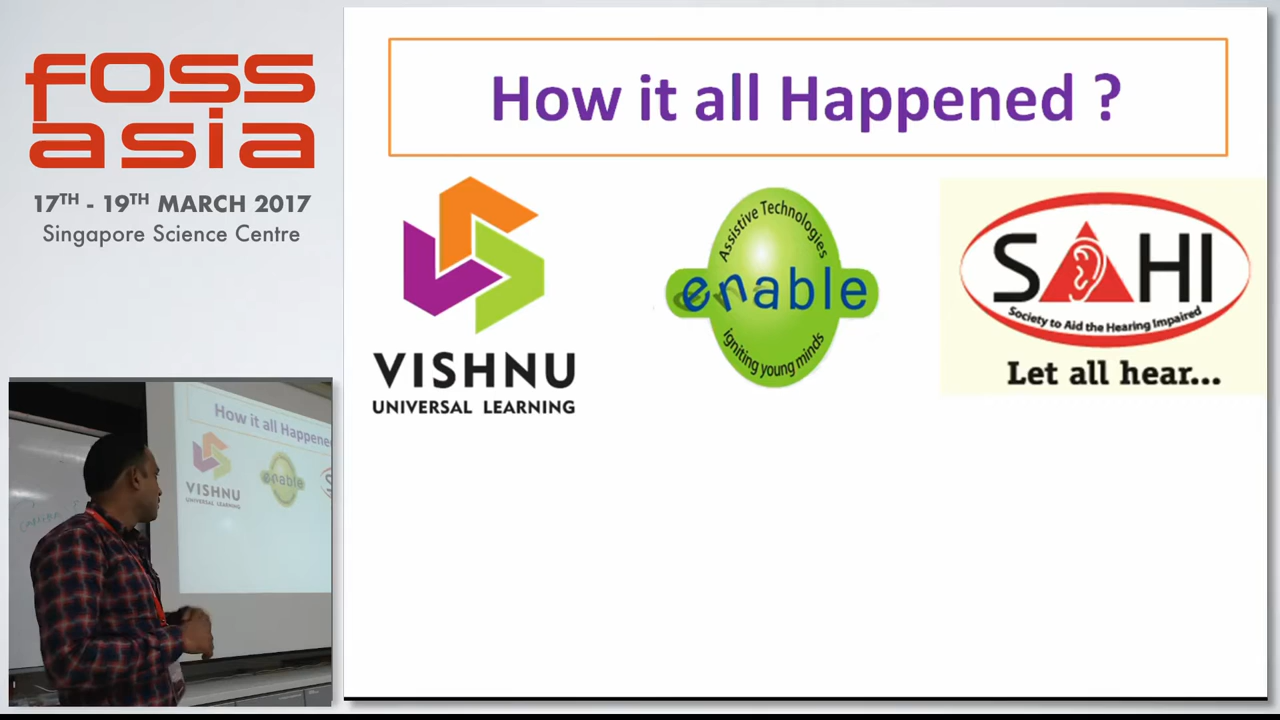 foss
asia
17TH - 19TH MARCH 2017
Singapore Science Centre
How it all Happened ?
VISHNU
UNIVERSAL LEARNING
Assistive Technologies
enable
igniting young minds
SAHI
Society to Aid the Hearing Impaired
Let all hear...
How it all Happene
VISHNU
UNIVERSAL LEARNING
enable